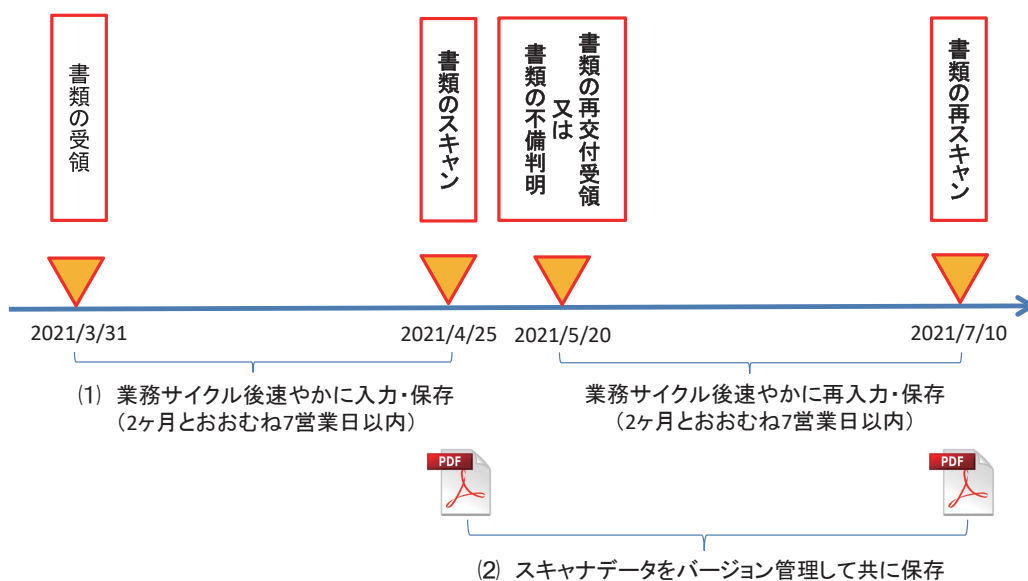 書類の受領
書類のスキャン
書類の再交付受領
又は
書類の不備判明
書類の再スキャン
2021/3/31
2021/4/25
2021/5/20
2021/7/10
⑴ 業務サイクル後速やかに入力・保存
（2ヶ月とおおむね7営業日以内）
業務サイクル後速やかに再入力・保存
（2ヶ月とおおむね7営業日以内）
PDF
PDF
⑵ スキャナデータをバージョン管理して共に保存